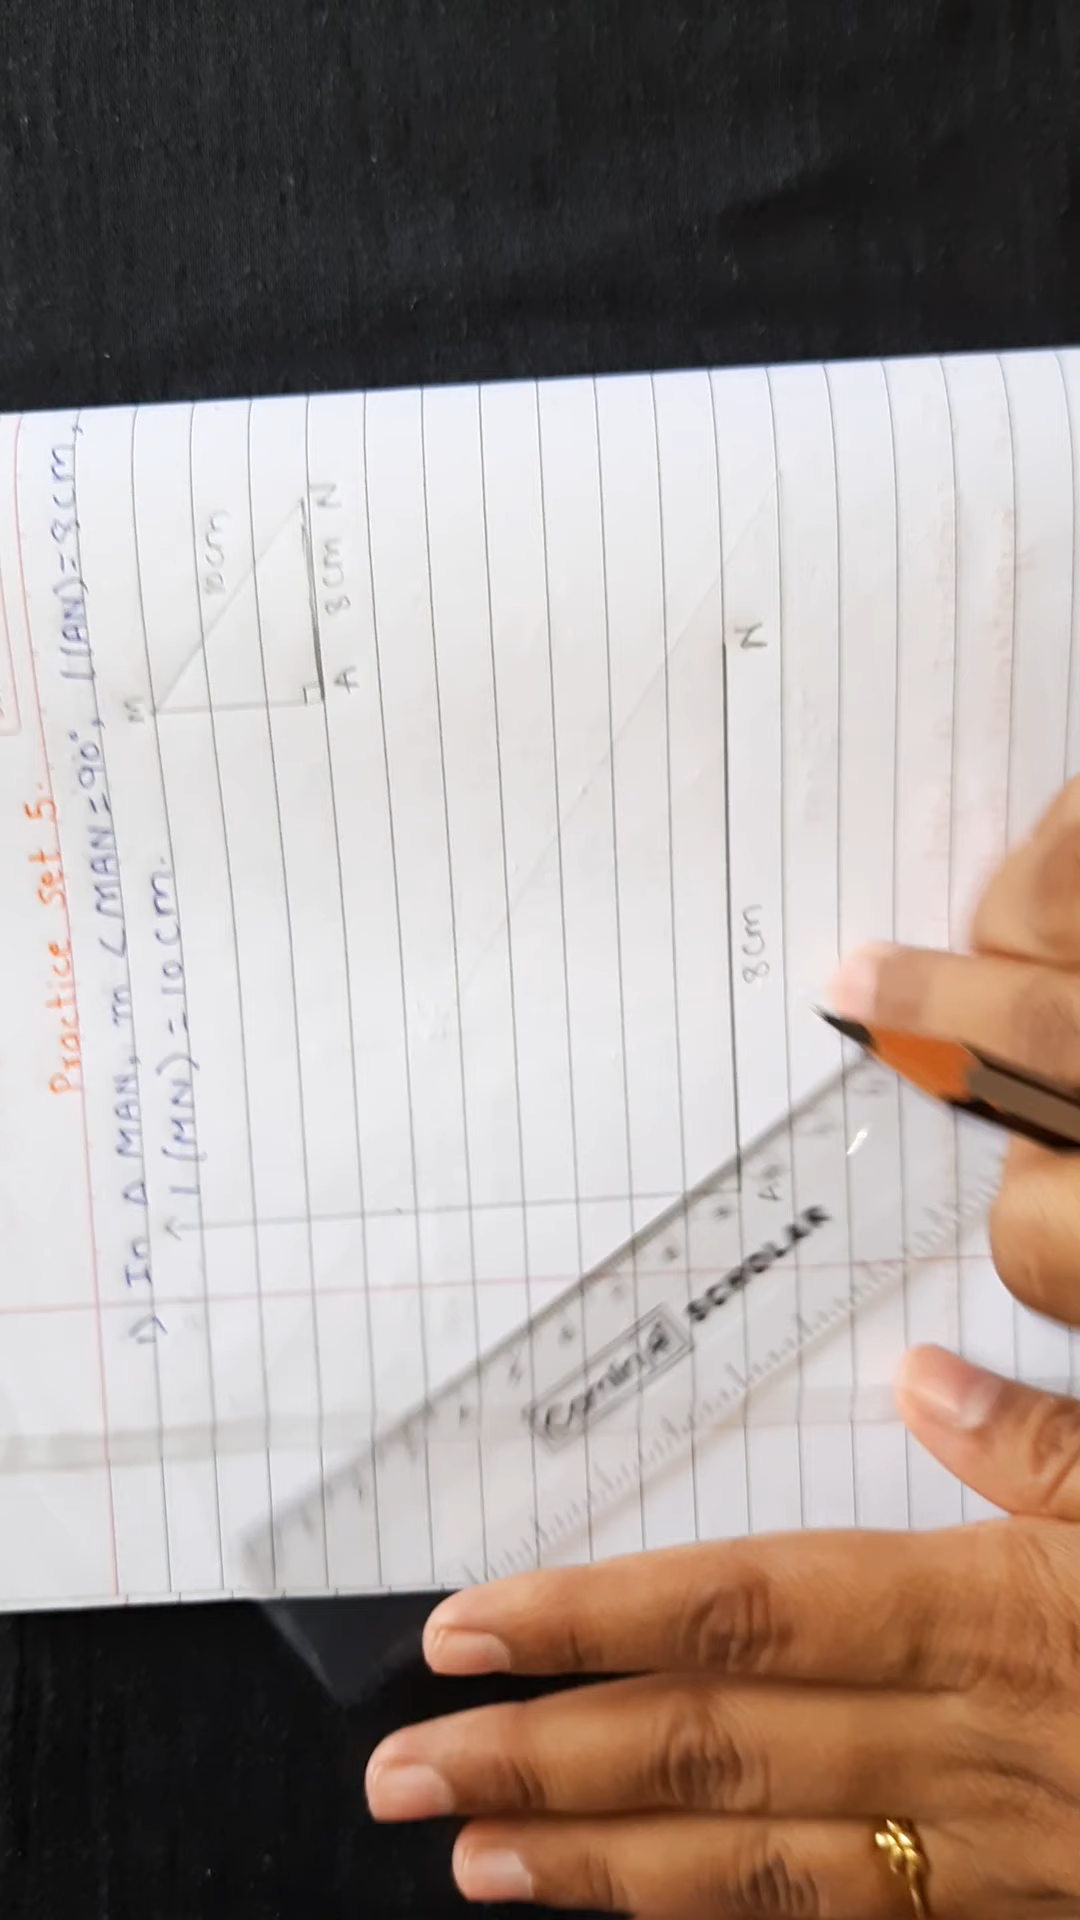 Practice set 5.
1) In Δ MAN, m < MAN = 90°, l(AN)=8cm,
l(MN)=10cm.
M
10cm
A 8cm N
N
8cm
A
Camlin SCHOLAR